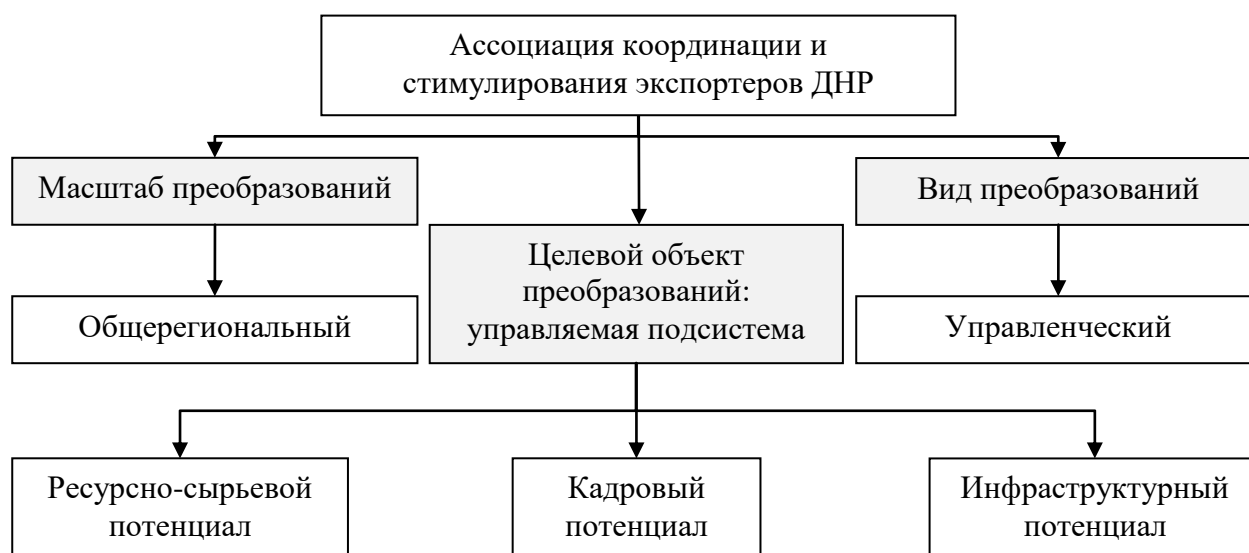 Ассоциация координации и
стимулирования экспортеров ДНР
Масштаб преобразований
Вид преобразований
Целевой объект
преобразований:
управляемая подсистема
Общерегиональный
Управленческий
Ресурсно-сырьевой
потенциал
Кадровый
потенциал
Инфраструктурный
потенциал